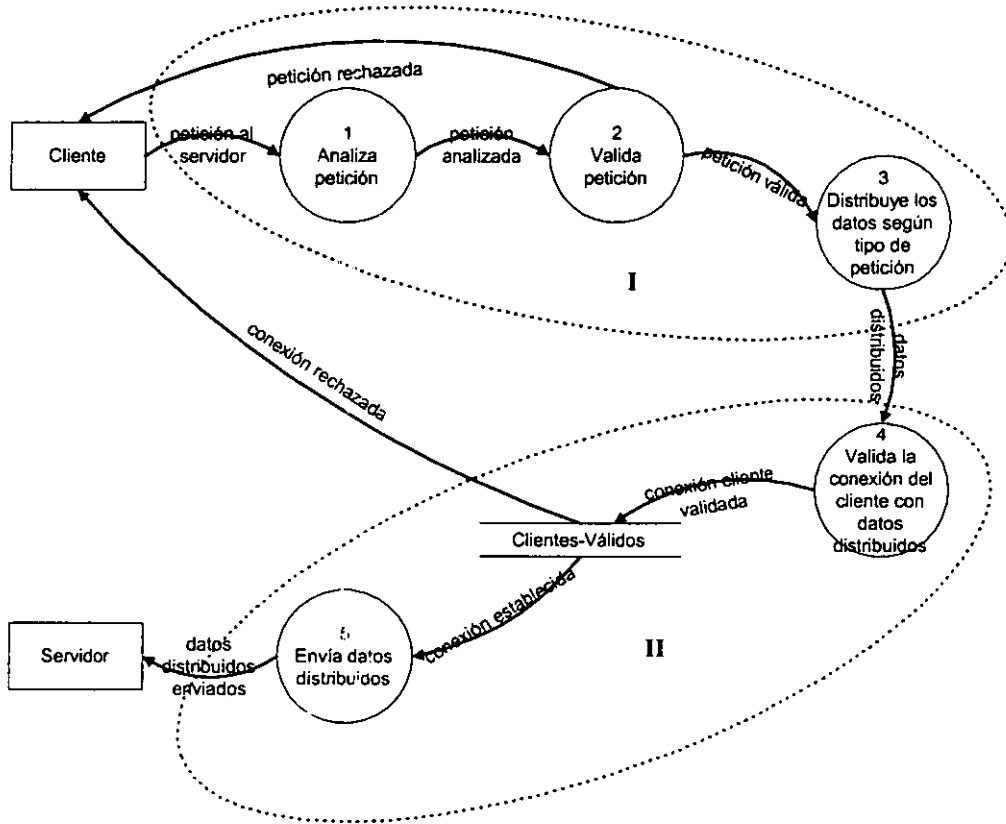 petición rechazada
Cliente
petición al
servidor
1
Analiza
petición
petición
analizada
2
Valida
petición
petición válida
3
Distribuye los
datos según
tipo de
petición
I
conexión rechazada
datos
distribuidos
4
Valida la
conexión del
cliente con
datos
distribuidos
conexión cliente
validada
Clientes-Válidos
conexión establecida
5
Envía datos
distribuidos
II
Servidor
datos
distribuidos
enviados